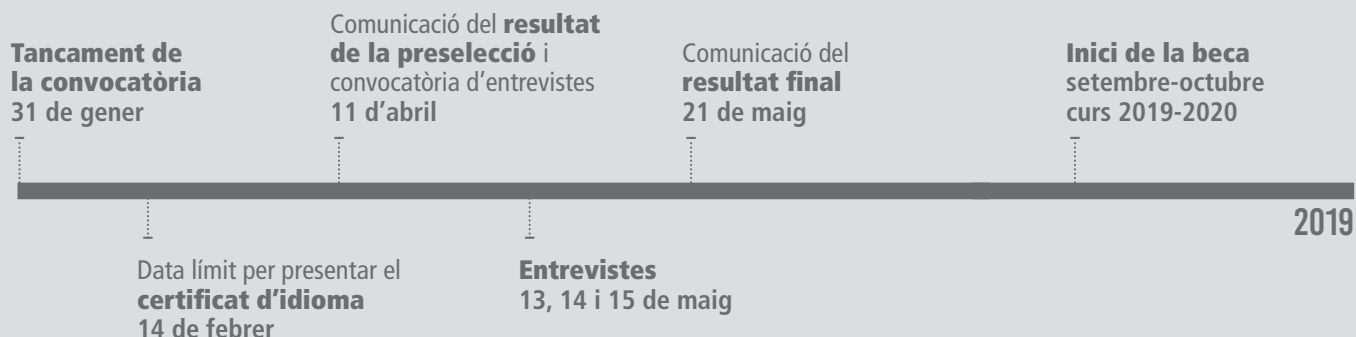 Tancament de
la convocatòria
31 de gener
Comunicació del resultat
de la preselecció i
convocatòria d’entrevistes
11 d’abril
Comunicació del
resultat final
21 de maig
Inici de la beca
setembre-octubre
curs 2019-2020
2019
Data límit per presentar el
certificat d’idioma
14 de febrer
Entrevistes
13, 14 i 15 de maig